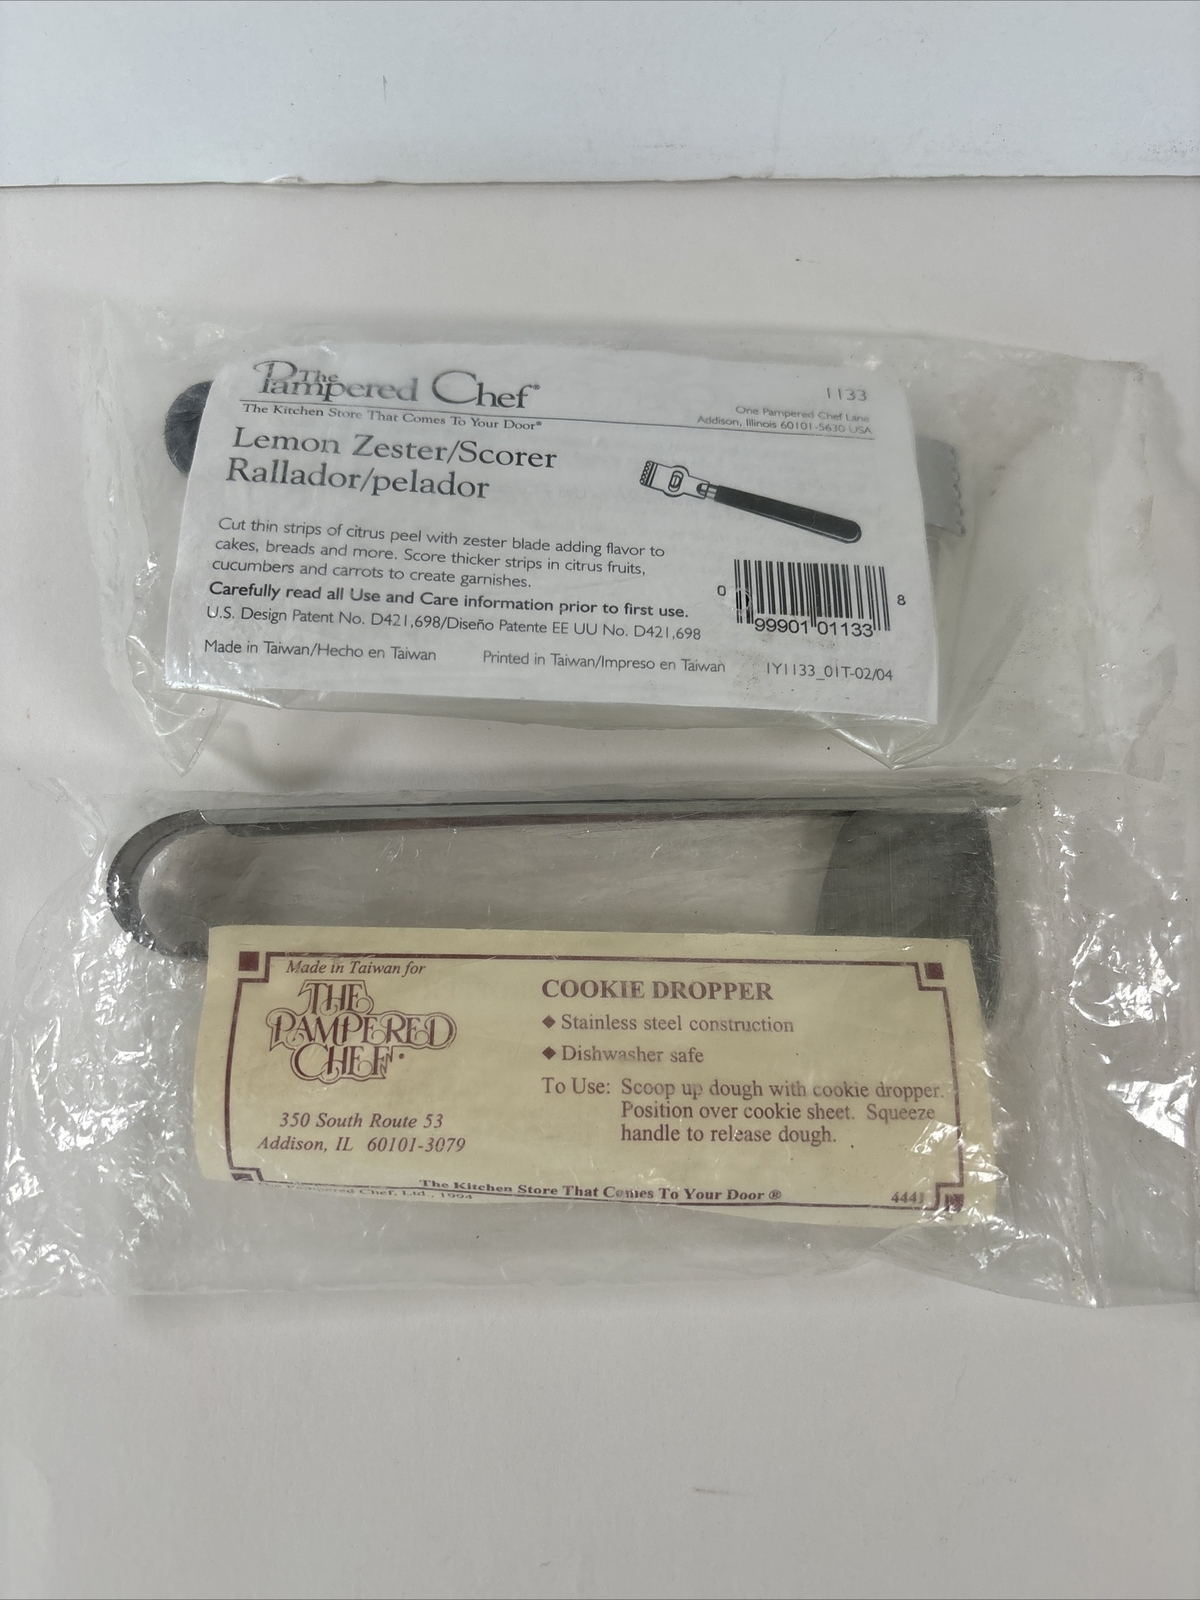 The Pampered Chef®
The Kitchen Store That Comes To Your Door®
1133
One Pampered Chef Lane
Addison, Illinois 60101-5630 USA
Lemon Zester/Scorer
Rallador/pelador
Cut thin strips of citrus peel with zester blade adding flavor to
cakes, breads and more. Score thicker strips in citrus fruits,
cucumbers and carrots to create garnishes.
Carefully read all Use and Care information prior to first use.
U.S. Design Patent No. D421,698/Diseño Patente EE UU No. D421,698
Made in Taiwan/Hecho en Taiwan
Printed in Taiwan/Impreso en Taiwan
IY1133_01T-02/04
0 99901 01133 8
Made in Taiwan for
THE
PAMPERED
CHEF
350 South Route 53
Addison, IL 60101-3079
COOKIE DROPPER
◆ Stainless steel construction
◆ Dishwasher safe
To Use: Scoop up dough with cookie dropper.
Position over cookie sheet. Squeeze
handle to release dough.
The Kitchen Store That Comes To Your Door ®
Pampered Chef, Ltd., 1994
4441